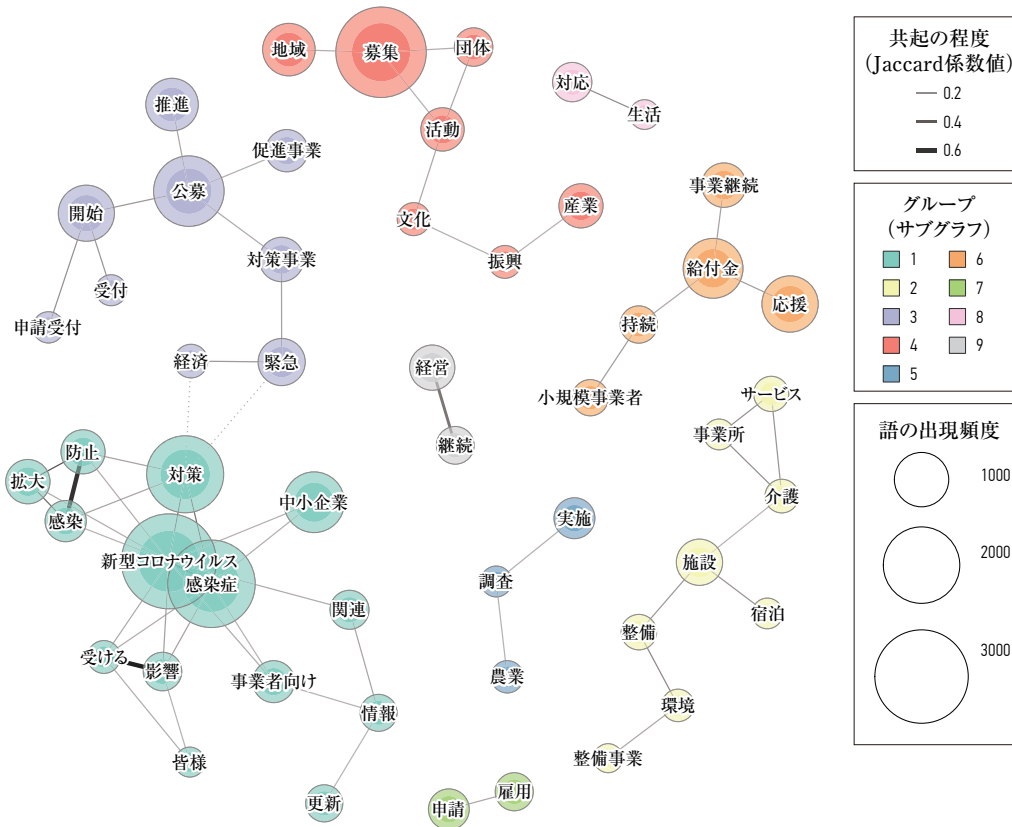 地域
募集
団体
対応
生活
推進
活動
促進事業
公募
開始
文化
産業
事業継続
対策事業
振興
給付金
受付
応援
申請受付
持続
経済
緊急
経営
小規模事業者
サービス
継続
事業所
防止
対策
拡大
中小企業
介護
感染
実施
新型コロナウイルス
感染症
施設
調査
関連
宿泊
整備
受ける
影響
事業者向け
農業
情報
環境
皆様
整備事業
更新
雇用
申請
共起の程度
(Jaccard係数値)
0.2
0.4
0.6
グループ
(サブグラフ)
1
2
3
4
5
6
7
8
9
語の出現頻度
1000
2000
3000